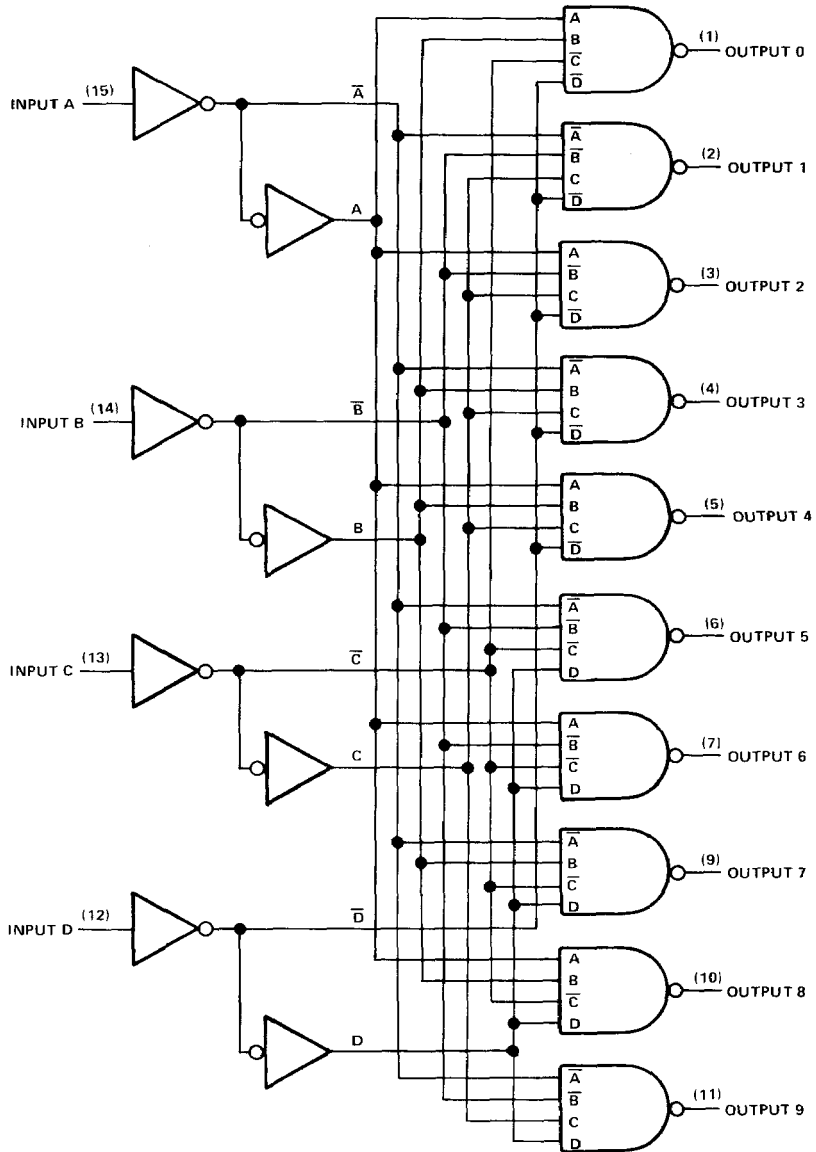 A
B
C̅
D̅
(1)
OUTPUT 0
INPUT A
(15)
A̅
A̅
B̅
C
D̅
(2)
OUTPUT 1
A
A
B̅
C
D̅
(3)
OUTPUT 2
A̅
B
C
D̅
(4)
OUTPUT 3
INPUT B
(14)
B̅
A
B
C
D̅
(5)
OUTPUT 4
B
A̅
B̅
C̅
D
(6)
OUTPUT 5
INPUT C
(13)
C̅
A
B̅
C̅
D
(7)
OUTPUT 6
C
A̅
B
C̅
D
(9)
OUTPUT 7
INPUT D
(12)
D̅
A
B
C̅
D
(10)
OUTPUT 8
D
A̅
B̅
C
D
(11)
OUTPUT 9